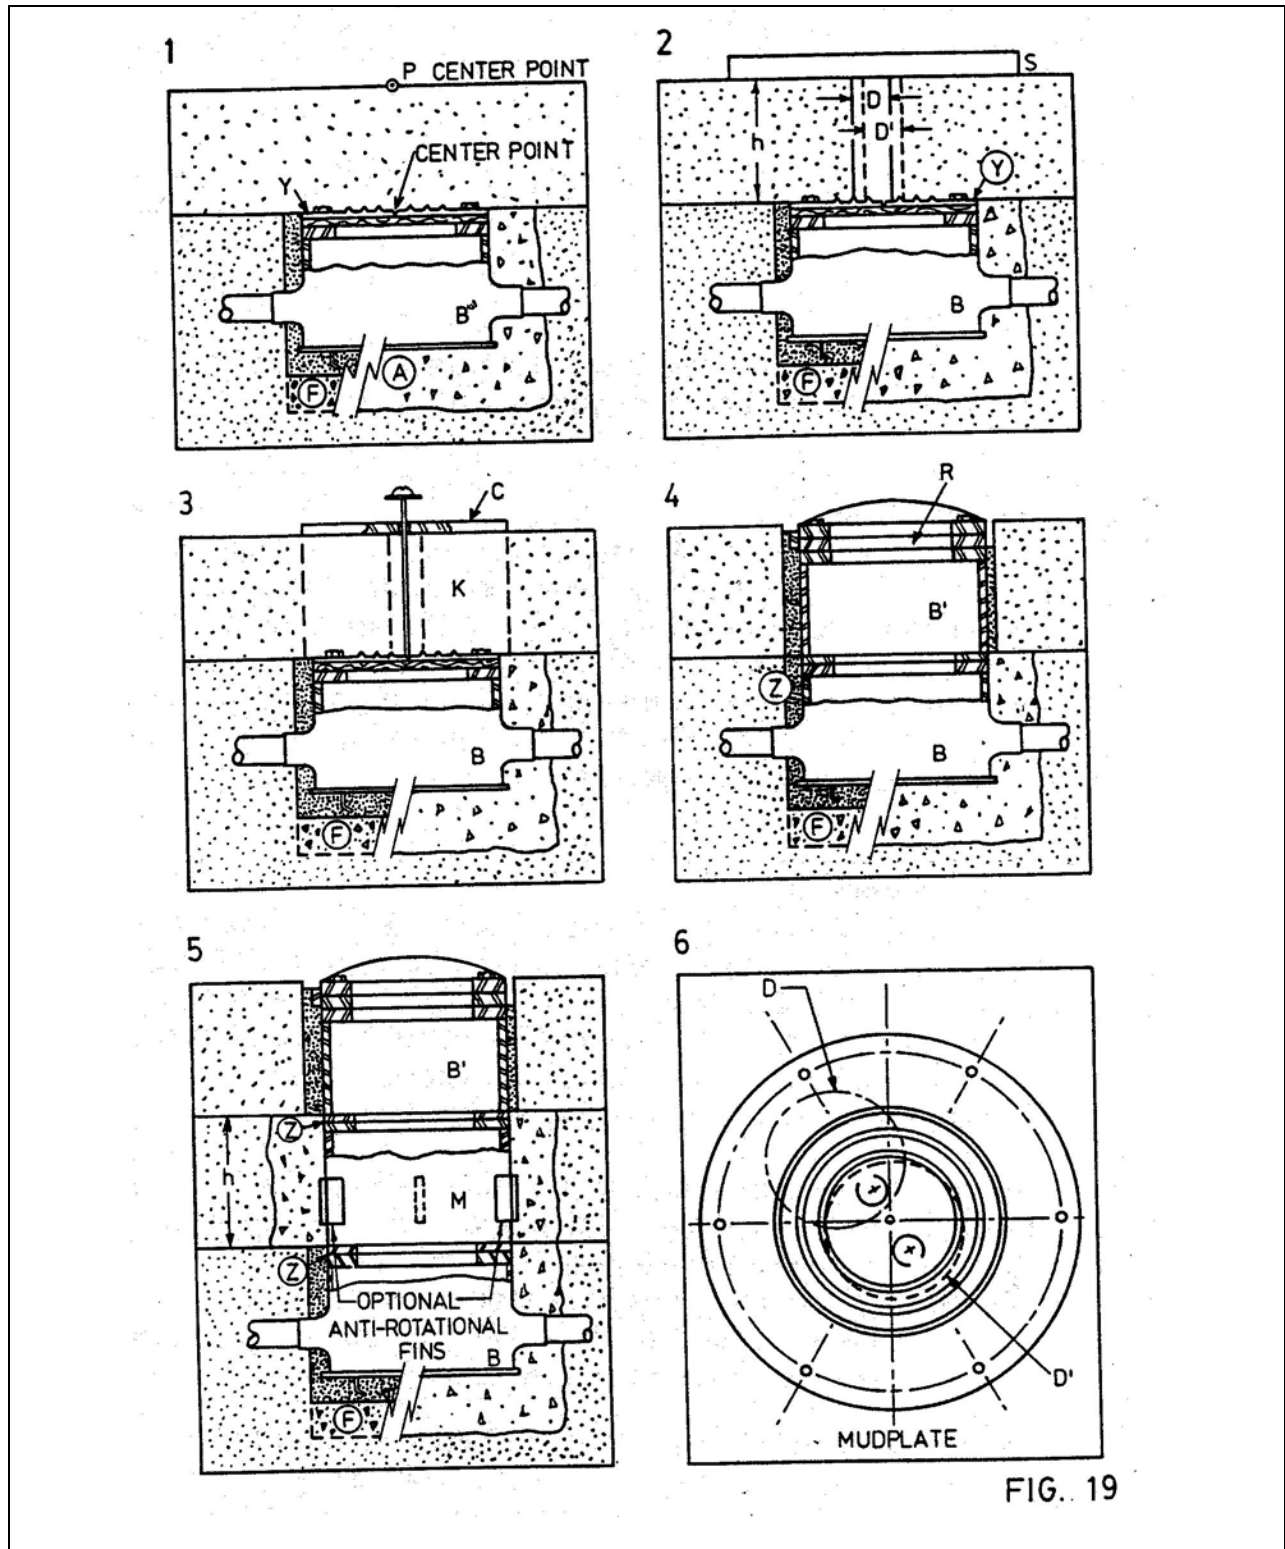 1
P CENTER POINT
CENTER POINT
Y
B
A
F
2
S
D
D'
h
Y
B
F
3
C
K
B
F
4
R
B'
Z
B
F
5
B'
Z
h
M
Z
OPTIONAL
ANTI-ROTATIONAL
FINS
B
F
6
D
D'
MUDPLATE
FIG. 19